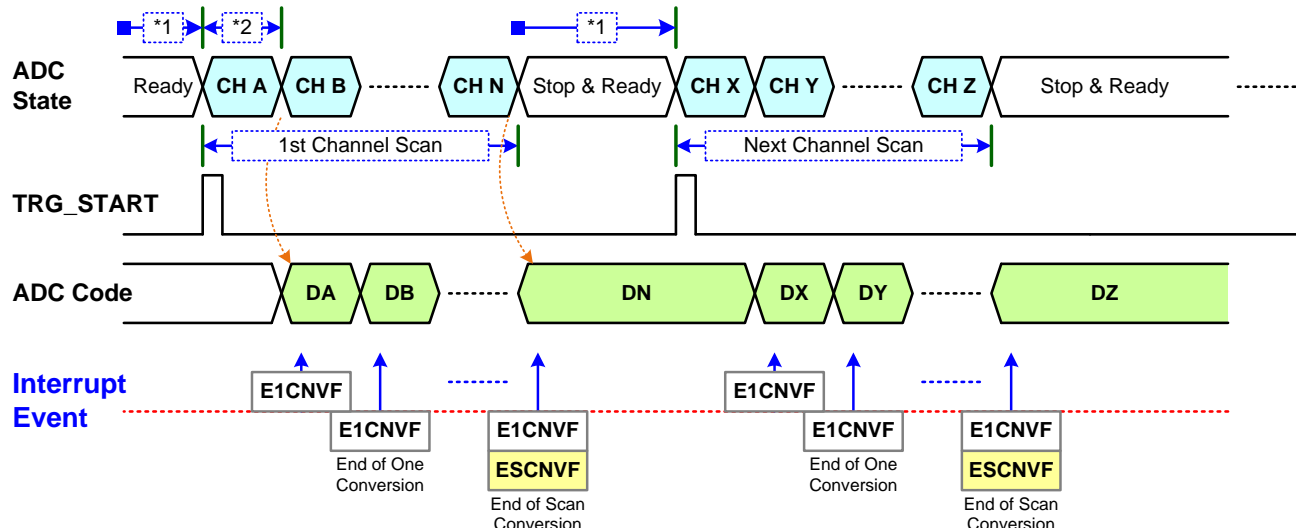 *1 *2 *1
ADC
State
Ready CH A CH B CH N Stop & Ready CH X CH Y CH Z Stop & Ready
1st Channel Scan Next Channel Scan
TRG_START
ADC Code DA DB DN DX DY DZ
Interrupt
Event
E1CNVF E1CNVF
E1CNVF E1CNVF E1CNVF E1CNVF
End of One
Conversion
ESCNVF
End of One
Conversion
ESCNVF
End of Scan
Conversion
End of Scan
Conversion